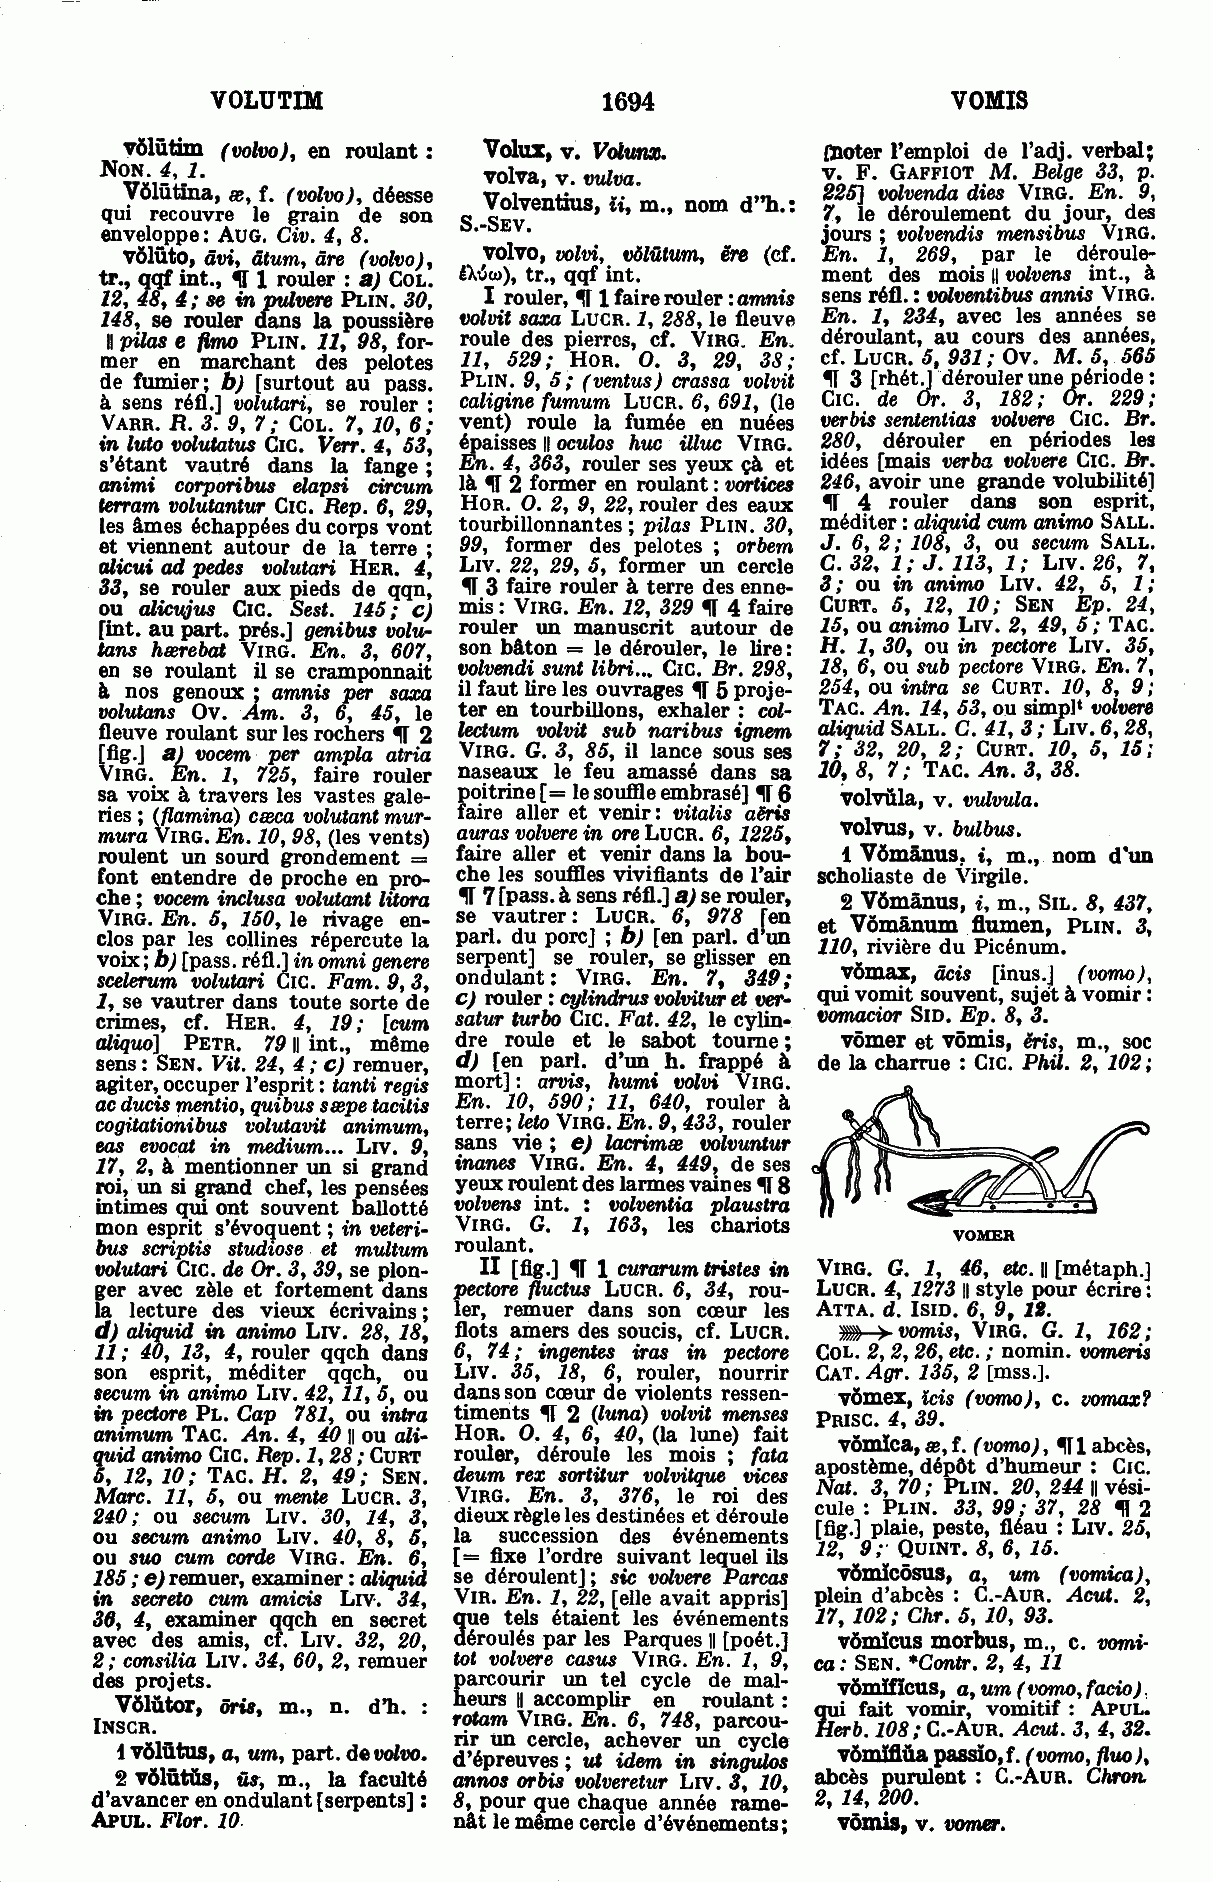 VOLUTIM
1694
VOMIS
vŏlūtim (volvo), en roulant :
NON. 4, 1.
Vŏlūtīna, æ, f. (volvo), déesse
qui recouvre le grain de son
enveloppe : AUG. Civ. 4, 8.
vŏlūto, āvi, ātum, āre (volvo),
tr., qqf int., ¶ 1 rouler : a) COL.
12, 48, 4 ; se in pulvere PLIN. 30,
148, se rouler dans la poussière
|| pilas e fimo PLIN. 11, 98, for-
mer en marchant des pelotes
de fumier ; b) [surtout au pass.
à sens réfl.] volutari, se rouler :
VARR. R. 3. 9, 7 ; COL. 7, 10, 6 ;
in luto volutatus CIC. Verr. 4, 53,
s'étant vautré dans la fange ;
animi corporibus elapsi circum
terram volutantur CIC. Rep. 6, 29,
les âmes échappées du corps vont
et viennent autour de la terre ;
alicui ad pedes volutari HER. 4,
33, se rouler aux pieds de qqn,
ou alicujus CIC. Sest. 145 ; c)
[int. au part. prés.] genibus volu-
tans hærebat VIRG. En. 3, 607,
en se roulant il se cramponnait
à nos genoux ; amnis per saxa
volutans OV. Am. 3, 6, 45, le
fleuve roulant sur les rochers ¶ 2
[fig.] a) vocem per ampla atria
VIRG. En. 1, 725, faire rouler
sa voix à travers les vastes gale-
ries ; (flamina) cæca volutant mur-
mura VIRG. En. 10, 98, (les vents)
roulent un sourd grondement =
font entendre de proche en pro-
che ; vocem inclusa volutant litora
VIRG. En. 5, 150, le rivage en-
clos par les collines répercute la
voix ; b) [pass. réfl.] in omni genere
scelerum volutari CIC. Fam. 9, 3,
1, se vautrer dans toute sorte de
crimes, cf. HER. 4, 19 ; [cum
aliquo] PETR. 79 || int., même
sens : SEN. Vit. 24, 4 ; c) remuer,
agiter, occuper l'esprit : tanti regis
ac ducis mentio, quibus sæpe tacitis
cogitationibus volutavit animum,
eas evocat in medium... LIV. 9,
17, 2, à mentionner un si grand
roi, un si grand chef, les pensées
intimes qui ont souvent ballotté
mon esprit s'évoquent ; in veteri-
bus scriptis studiose et multum
volutari CIC. de Or. 3, 39, se plon-
ger avec zèle et fortement dans
la lecture des vieux écrivains ;
d) aliquid in animo LIV. 28, 18,
11 ; 40, 13, 4, rouler qqch dans
son esprit, méditer qqch, ou
secum in animo LIV. 42, 11, 5, ou
in pectore PL. Cap 781, ou intra
animum TAC. An. 4, 40 || ou ali-
quid animo CIC. Rep. 1, 28 ; CURT
5, 12, 10 ; TAC. H. 2, 49 ; SEN.
Marc. 11, 5, ou mente LUCR. 3,
240 ; ou secum LIV. 30, 14, 3,
ou secum animo LIV. 40, 8, 5,
ou suo cum corde VIRG. En. 6,
185 ; e) remuer, examiner : aliquid
in secreto cum amicis LIV. 34,
36, 4, examiner qqch en secret
avec des amis, cf. LIV. 32, 20,
2 ; consilia LIV. 34, 60, 2, remuer
des projets.
Vŏlūtor, ōris, m., n. d'h. :
INSCR.
1 vŏlūtus, a, um, part. de volvo.
2 vŏlūtŭs, ūs, m., la faculté
d'avancer en ondulant [serpents] :
APUL. Flor. 10.
Volux, v. Volunx.
volva, v. vulva.
Volventius, ĭi, m., nom d''h. :
S.-SEV.
volvo, volvi, vŏlūtum, ĕre (cf.
ἐλύω), tr., qqf int.
I rouler, ¶ 1 faire rouler : amnis
volvit saxa LUCR. 1, 288, le fleuve
roule des pierres, cf. VIRG. En.
11, 529 ; HOR. O. 3, 29, 38 ;
PLIN. 9, 5 ; (ventus) crassa volvit
caligine fumum LUCR. 6, 691, (le
vent) roule la fumée en nuées
épaisses || oculos huc illuc VIRG.
En. 4, 363, rouler ses yeux çà et
là ¶ 2 former en roulant : vortices
HOR. O. 2, 9, 22, rouler des eaux
tourbillonnantes ; pilas PLIN. 30,
99, former des pelotes ; orbem
LIV. 22, 29, 5, former un cercle
¶ 3 faire rouler à terre des enne-
mis : VIRG. En. 12, 329 ¶ 4 faire
rouler un manuscrit autour de
son bâton = le dérouler, le lire :
volvendi sunt libri... CIC. Br. 298,
il faut lire les ouvrages ¶ 5 proje-
ter en tourbillons, exhaler : col-
lectum volvit sub naribus ignem
VIRG. G. 3, 85, il lance sous ses
naseaux le feu amassé dans sa
poitrine [= le souffle embrasé] ¶ 6
faire aller et venir : vitalis aëris
auras volvere in ore LUCR. 6, 1225,
faire aller et venir dans la bou-
che les souffles vivifiants de l'air
¶ 7 [pass. à sens réfl.] a) se rouler,
se vautrer : LUCR. 6, 978 [en
parl. du porc] ; b) [en parl. d'un
serpent] se rouler, se glisser en
ondulant : VIRG. En. 7, 349 ;
c) rouler : cylindrus volvitur et ver-
satur turbo CIC. Fat. 42, le cylin-
dre roule et le sabot tourne ;
d) [en parl. d'un h. frappé à
mort] : arvis, humi volvi VIRG.
En. 10, 590 ; 11, 640, rouler à
terre ; leto VIRG. En. 9, 433, rouler
sans vie ; e) lacrimæ volvuntur
inanes VIRG. En. 4, 449, de ses
yeux roulent des larmes vaines ¶ 8
volvens int. : volventia plaustra
VIRG. G. 1, 163, les chariots
roulant.
II [fig.] ¶ 1 curarum tristes in
pectore fluctus LUCR. 6, 34, rou-
ler, remuer dans son cœur les
flots amers des soucis, cf. LUCR.
6, 74 ; ingentes iras in pectore
LIV. 35, 18, 6, rouler, nourrir
dans son cœur de violents ressen-
timents ¶ 2 (luna) volvit menses
HOR. O. 4, 6, 40, (la lune) fait
rouler, déroule les mois ; fata
deum rex sortitur volvitque vices
VIRG. En. 3, 376, le roi des
dieux règle les destinées et déroule
la succession des événements
[= fixe l'ordre suivant lequel ils
se déroulent] ; sic volvere Parcas
VIR. En. 1, 22, [elle avait appris]
que tels étaient les événements
déroulés par les Parques || [poét.]
tot volvere casus VIRG. En. 1, 9,
parcourir un tel cycle de mal-
heurs || accomplir en roulant :
rotam VIRG. En. 6, 748, parcou-
rir un cercle, achever un cycle
d'épreuves ; ut idem in singulos
annos orbis volveretur LIV. 3, 10,
8, pour que chaque année rame-
nât le même cercle d'événements ;
[noter l'emploi de l'adj. verbal ;
v. F. GAFFIOT M. Belge 33, p.
225] volvenda dies VIRG. En. 9,
7, le déroulement du jour, des
jours ; volvendis mensibus VIRG.
En. 1, 269, par le déroule-
ment des mois || volvens int., à
sens réfl. : volventibus annis VIRG.
En. 1, 234, avec les années se
déroulant, au cours des années,
cf. LUCR. 5, 931 ; OV. M. 5, 565
¶ 3 [rhét.] dérouler une période :
CIC. de Or. 3, 182 ; Or. 229 ;
verbis sententias volvere CIC. Br.
280, dérouler en périodes les
idées [mais verba volvere CIC. Br.
246, avoir une grande volubilité]
¶ 4 rouler dans son esprit,
méditer : aliquid cum animo SALL.
J. 6, 2 ; 108, 3, ou secum SALL.
C. 32, 1 ; J. 113, 1 ; LIV. 26, 7,
3 ; ou in animo LIV. 42, 5, 1 ;
CURT. 5, 12, 10 ; SEN Ep. 24,
15, ou animo LIV. 2, 49, 5 ; TAC.
H. 1, 30, ou in pectore LIV. 35,
18, 6, ou sub pectore VIRG. En. 7,
254, ou intra se CURT. 10, 8, 9 ;
TAC. An. 14, 53, ou simplt volvere
aliquid SALL. C. 41, 3 ; LIV. 6, 28,
7 ; 32, 20, 2 ; CURT. 10, 5, 15 ;
10, 8, 7 ; TAC. An. 3, 38.
volvŭla, v. vulvula.
volvus, v. bulbus.
1 Vŏmānus, i, m., nom d'un
scholiaste de Virgile.
2 Vŏmānus, i, m., SIL. 8, 437,
et Vŏmānum flumen, PLIN. 3,
110, rivière du Picénum.
vŏmax, ācis [inus.] (vomo),
qui vomit souvent, sujet à vomir :
vomacior SID. Ep. 8, 3.
vōmer et vōmis, ĕris, m., soc
de la charrue : CIC. Phil. 2, 102 ;
VOMER
VIRG. G. 1, 46, etc. || [métaph.]
LUCR. 4, 1273 || style pour écrire :
ATTA. d. ISID. 6, 9, 12.
vomis, VIRG. G. 1, 162 ;
COL. 2, 2, 26, etc. ; nomin. vomeris
CAT. Agr. 135, 2 [mss.].
vŏmex, ĭcis (vomo), c. vomax ?
PRISC. 4, 39.
vŏmĭca, æ, f. (vomo), ¶ 1 abcès,
apostème, dépôt d'humeur : CIC.
Nat. 3, 70 ; PLIN. 20, 244 || vési-
cule : PLIN. 33, 99 ; 37, 28 ¶ 2
[fig.] plaie, peste, fléau : LIV. 25,
12, 9 ; QUINT. 8, 6, 15.
vŏmĭcōsus, a, um (vomica),
plein d'abcès : C.-AUR. Acut. 2,
17, 102 ; Chr. 5, 10, 93.
vŏmĭcus morbus, m., c. vomi-
ca : SEN. *Contr. 2, 4, 11
vŏmĭfĭcus, a, um (vomo, facio),
qui fait vomir, vomitif : APUL.
Herb. 108 ; C.-AUR. Acut. 3, 4, 32.
vŏmĭflŭa passĭo, f. (vomo, fluo),
abcès purulent : C.-AUR. Chron.
2, 14, 200.
vōmis, v. vomer.